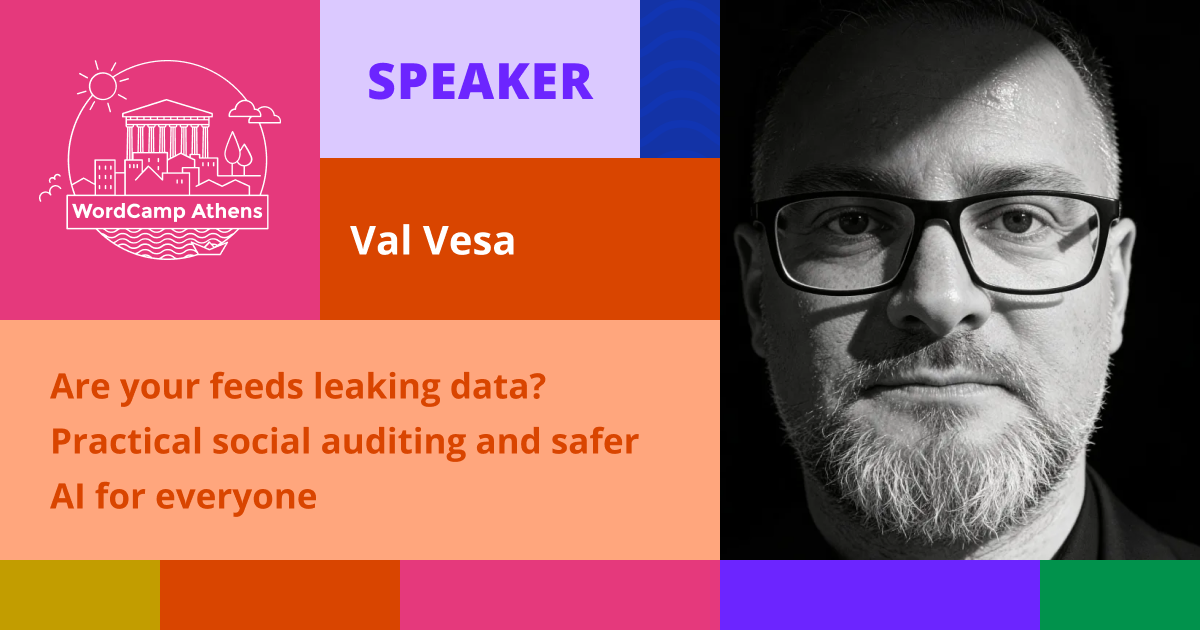 WordCamp Athens
SPEAKER
Val Vesa
Are your feeds leaking data?
Practical social auditing and safer
AI for everyone